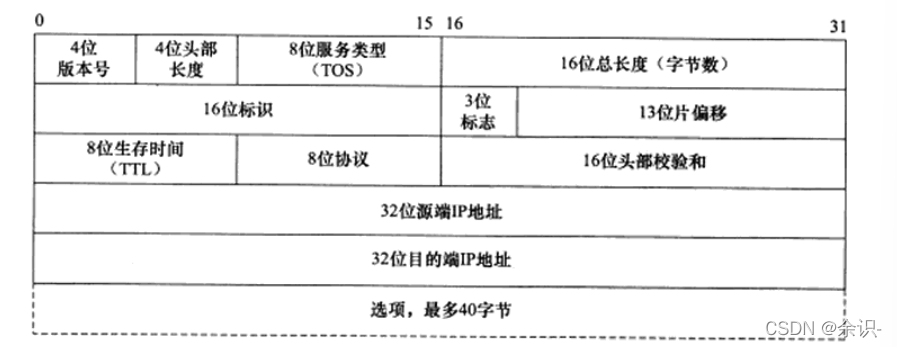 0 15 16 31
4位 4位头部 8位服务类型
版本号 长度 (TOS) 16位总长度(字节数)
16位标识 3位 13位片偏移
标志
8位生存时间 8位协议 16位头部校验和
(TTL)
32位源端IP地址
32位目的端IP地址
选项,最多40字节
CSDN @余识-